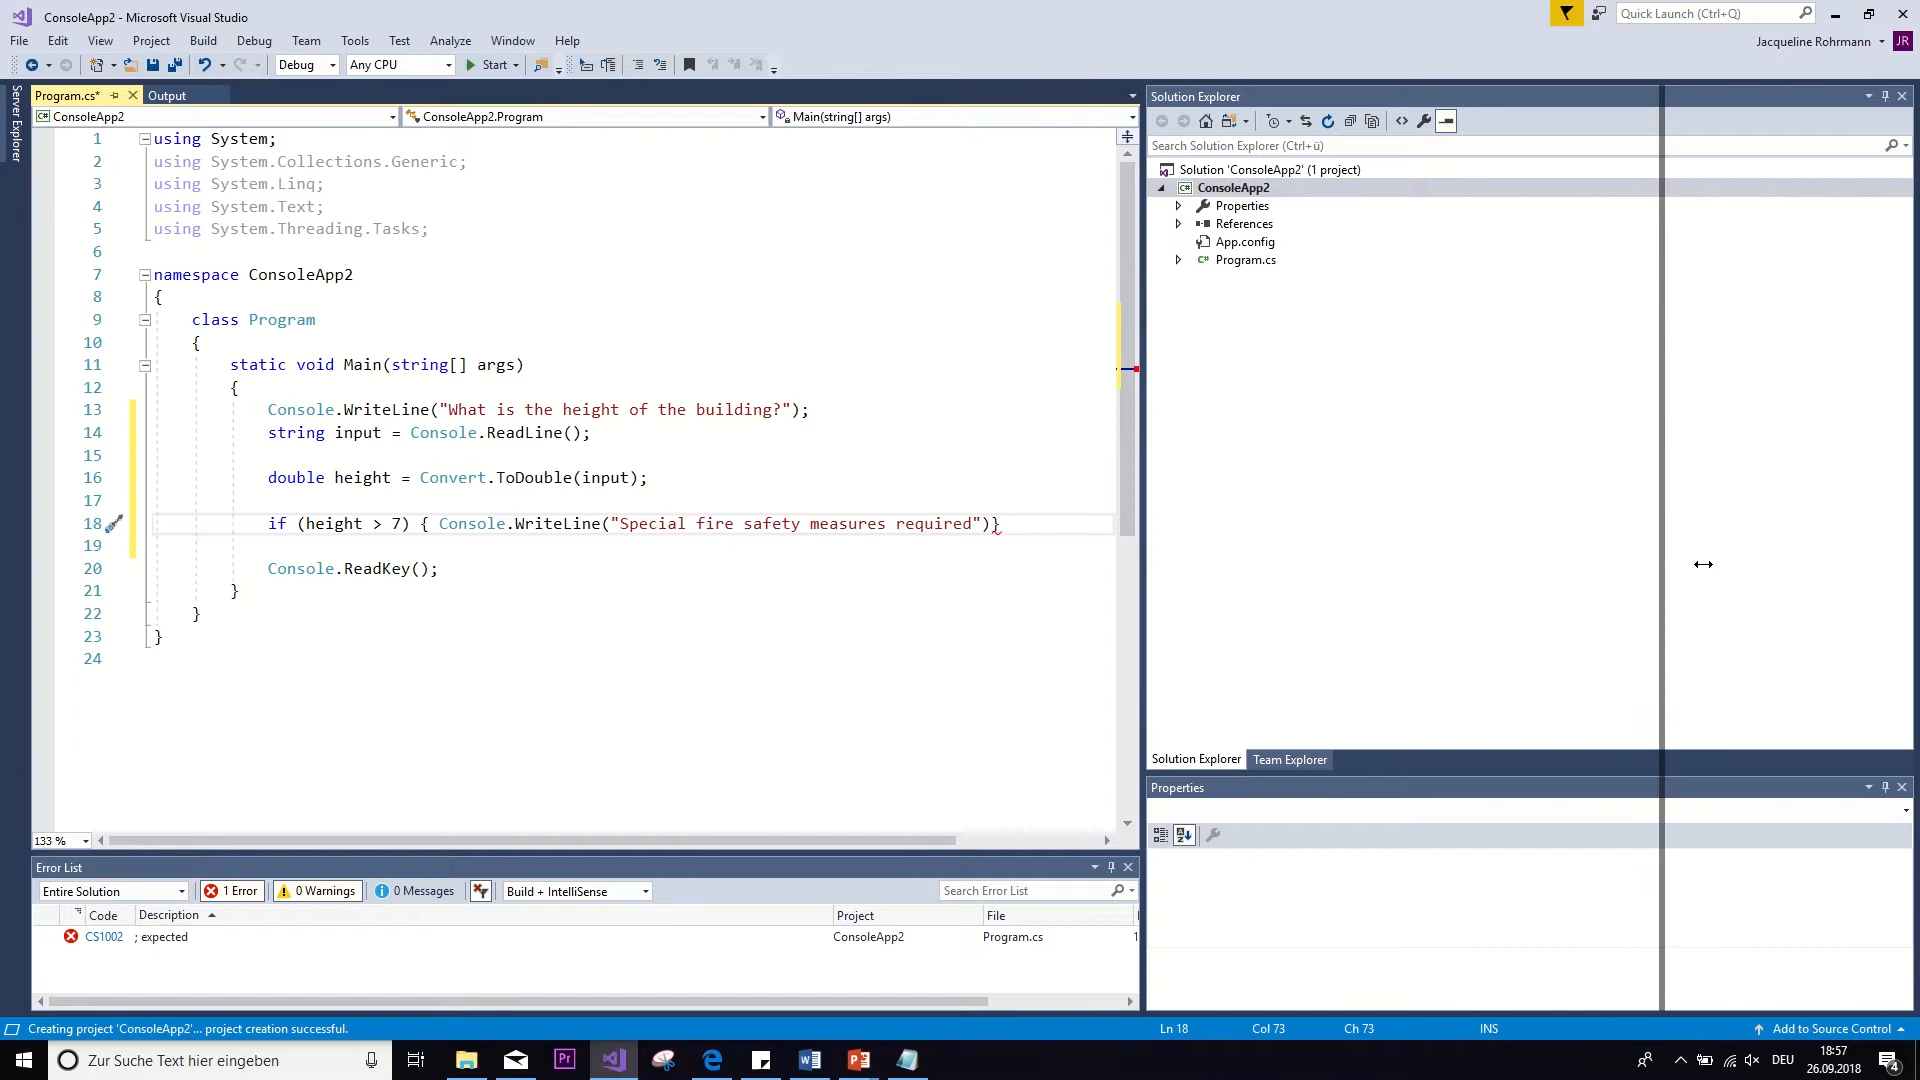 ConsoleApp2 - Microsoft Visual Studio
Quick Launch (Ctrl+Q)
File Edit View Project Build Debug Team Tools Test Analyze Window Help
Jacqueline Rohrmann JR
Debug Any CPU Start
Server Explorer
Program.cs* Output
ConsoleApp2 ConsoleApp2.Program Main(string[] args)
1 using System;
2 using System.Collections.Generic;
3 using System.Linq;
4 using System.Text;
5 using System.Threading.Tasks;
6
7 namespace ConsoleApp2
8 {
9 class Program
10 {
11 static void Main(string[] args)
12 {
13 Console.WriteLine("What is the height of the building?");
14 string input = Console.ReadLine();
15
16 double height = Convert.ToDouble(input);
17
18 if (height > 7) { Console.WriteLine("Special fire safety measures required")}
19
20 Console.ReadKey();
21 }
22 }
23 }
24
133 %
Solution Explorer
Search Solution Explorer (Ctrl+ü)
Solution 'ConsoleApp2' (1 project)
C# ConsoleApp2
Properties
References
App.config
C# Program.cs
Solution Explorer Team Explorer
Properties
Error List
Entire Solution 1 Error 0 Warnings 0 Messages Build + IntelliSense Search Error List
Code Description Project File
CS1002 ; expected ConsoleApp2 Program.cs 1
Creating project 'ConsoleApp2'... project creation successful. Ln 18 Col 73 Ch 73 INS Add to Source Control
Zur Suche Text hier eingeben
DEU
18:57
26.09.2018
4